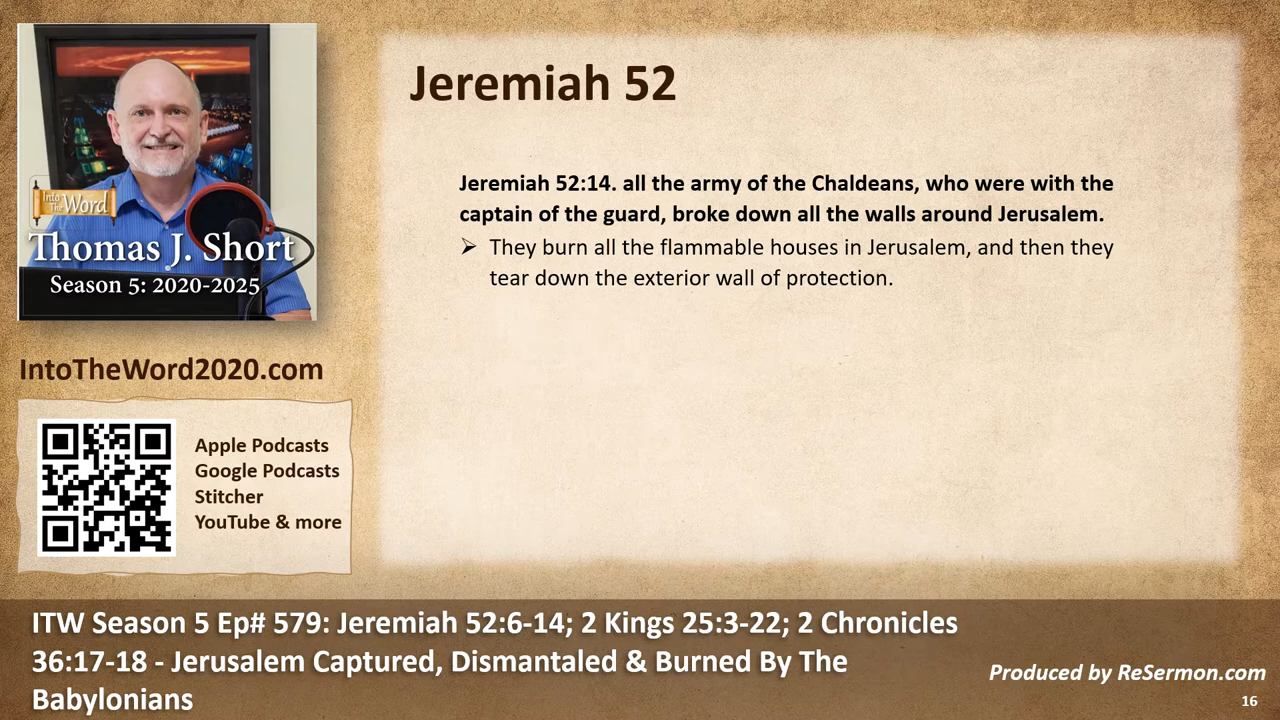 Jeremiah 52
Jeremiah 52:14. all the army of the Chaldeans, who were with the
captain of the guard, broke down all the walls around Jerusalem.
➢ They burn all the flammable houses in Jerusalem, and then they
tear down the exterior wall of protection.
Into
The Word
Thomas J. Short
Season 5: 2020-2025
IntoTheWord2020.com
Apple Podcasts
Google Podcasts
Stitcher
YouTube & more
ITW Season 5 Ep# 579: Jeremiah 52:6-14; 2 Kings 25:3-22; 2 Chronicles
36:17-18 - Jerusalem Captured, Dismantaled & Burned By The
Babylonians
Produced by ReSermon.com
16